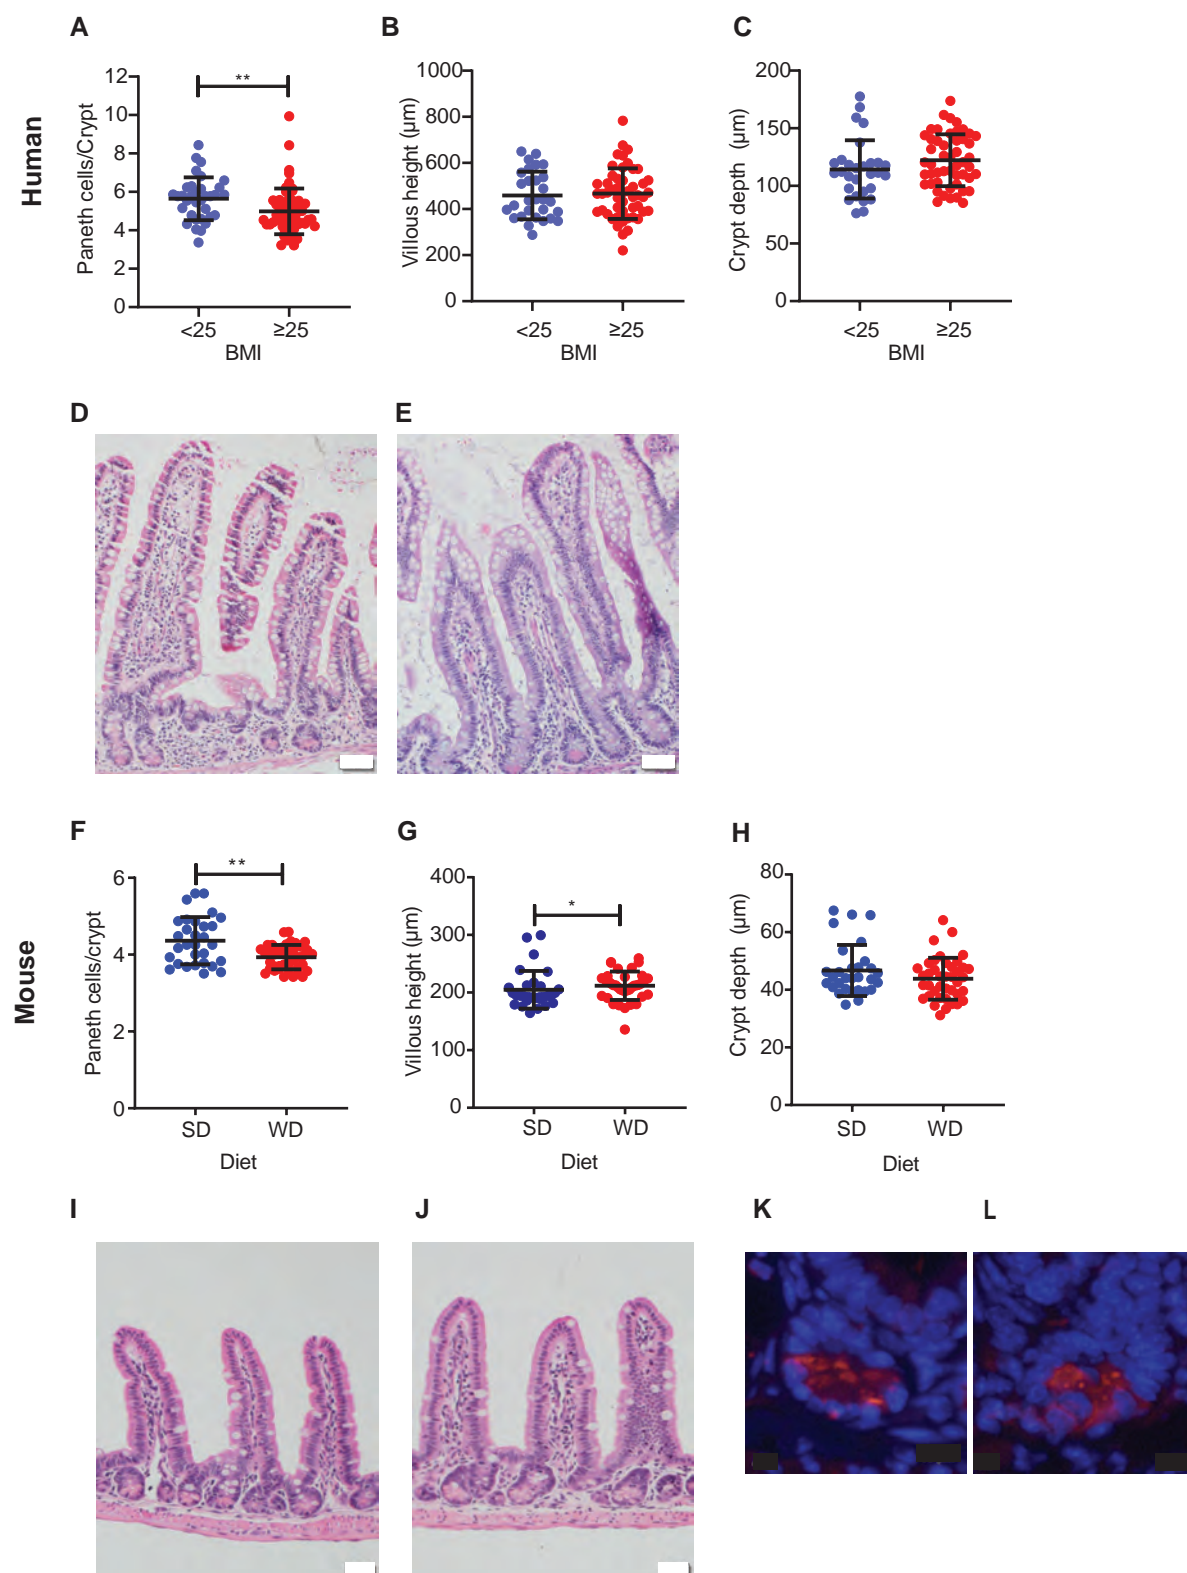 A
B
C
Human
Paneth cells/Crypt
12
10
8
6
4
2
0
**
<25
≥25
BMI
Villous height (μm)
1000
800
600
400
200
0
<25
≥25
BMI
Crypt depth (μm)
200
150
100
50
0
<25
≥25
BMI
D
E
F
G
H
Mouse
Paneth cells/crypt
6
4
2
0
**
SD
WD
Diet
Villous height (μm)
400
300
200
100
0
*
SD
WD
Diet
Crypt depth (μm)
80
60
40
20
0
SD
WD
Diet
I
J
K
L